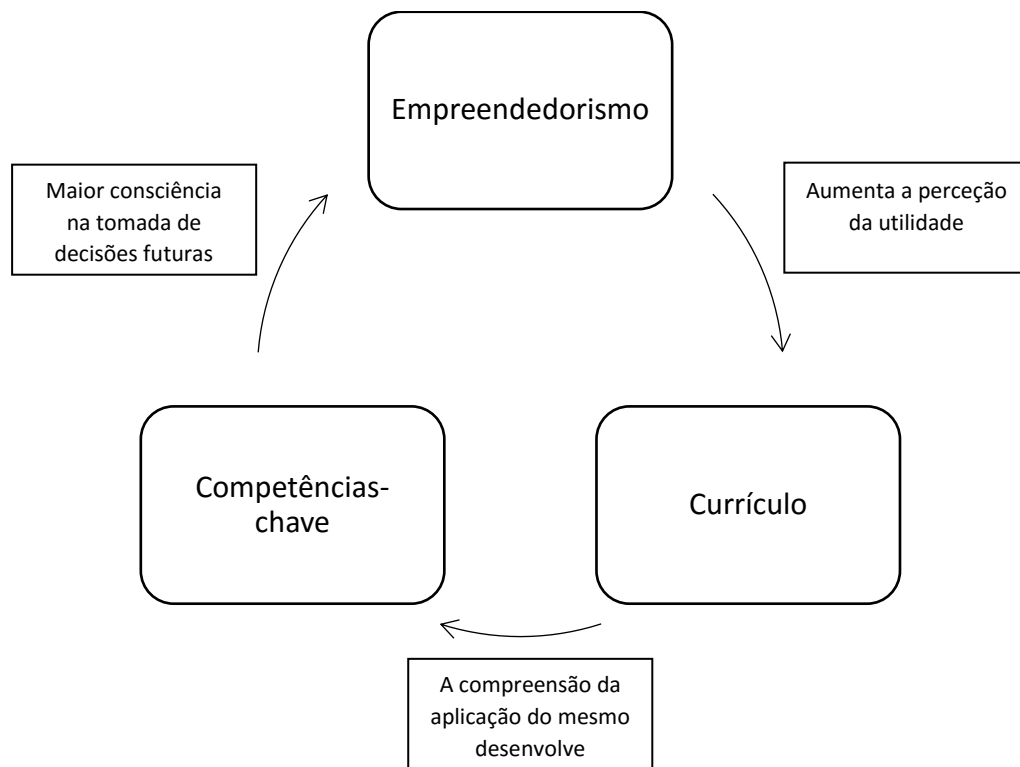 Empreendedorismo
Maior consciência
na tomada de
decisões futuras
Aumenta a perceção
da utilidade
Competências-
chave
Currículo
A compreensão da
aplicação do mesmo
desenvolve